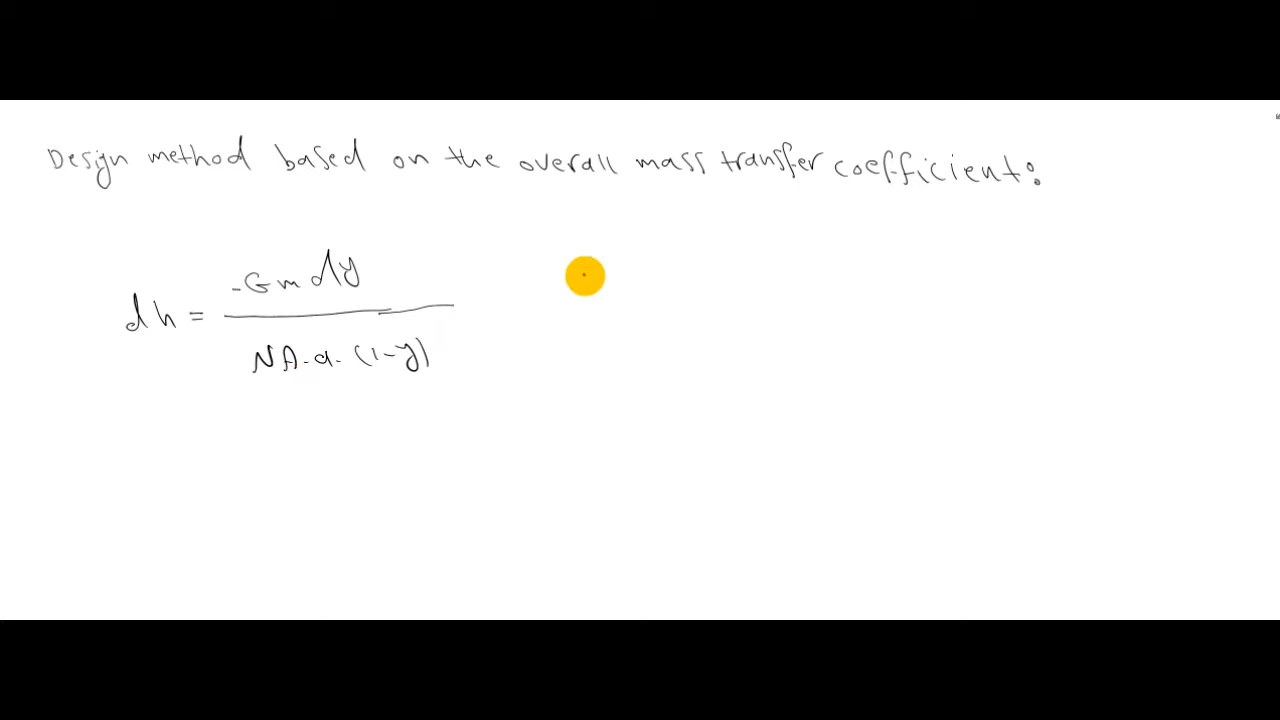 Design method based on the overall mass transfer coefficient:
dh = -Gm dy
NA.a.(1-y)